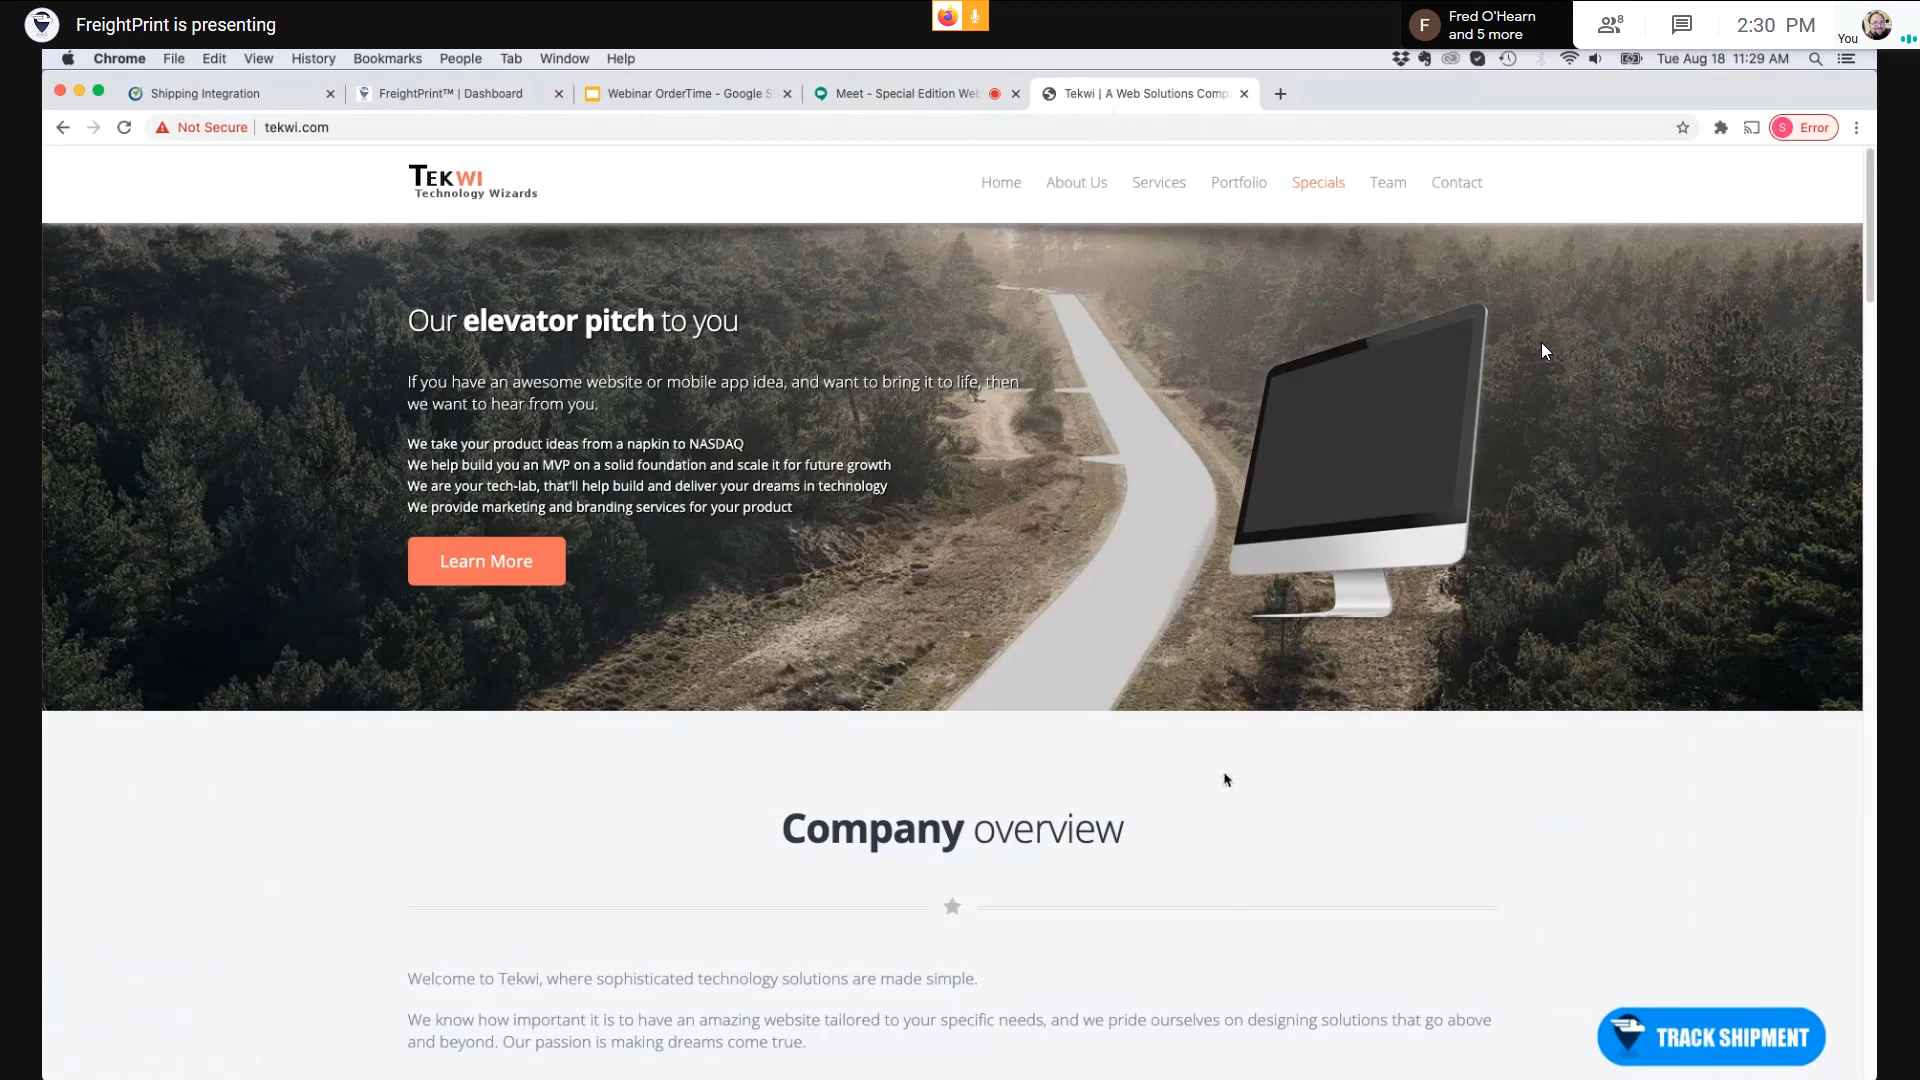 FreightPrint is presenting
F
Fred O'Hearn
and 5 more
8
2:30 PM
You
Chrome File Edit View History Bookmarks People Tab Window Help
Tue Aug 18 11:29 AM
Shipping Integration
FreightPrint™ | Dashboard
Webinar OrderTime - Google S
Meet - Special Edition Web
Tekwi | A Web Solutions Comp
Not Secure
tekwi.com
S
Error
TEKWI
Technology Wizards
Home
About Us
Services
Portfolio
Specials
Team
Contact
Our elevator pitch to you
If you have an awesome website or mobile app idea, and want to bring it to life, then
we want to hear from you.
We take your product ideas from a napkin to NASDAQ
We help build you an MVP on a solid foundation and scale it for future growth
We are your tech-lab, that'll help build and deliver your dreams in technology
We provide marketing and branding services for your product
Learn More
Company overview
Welcome to Tekwi, where sophisticated technology solutions are made simple.
We know how important it is to have an amazing website tailored to your specific needs, and we pride ourselves on designing solutions that go above
and beyond. Our passion is making dreams come true.
TRACK SHIPMENT